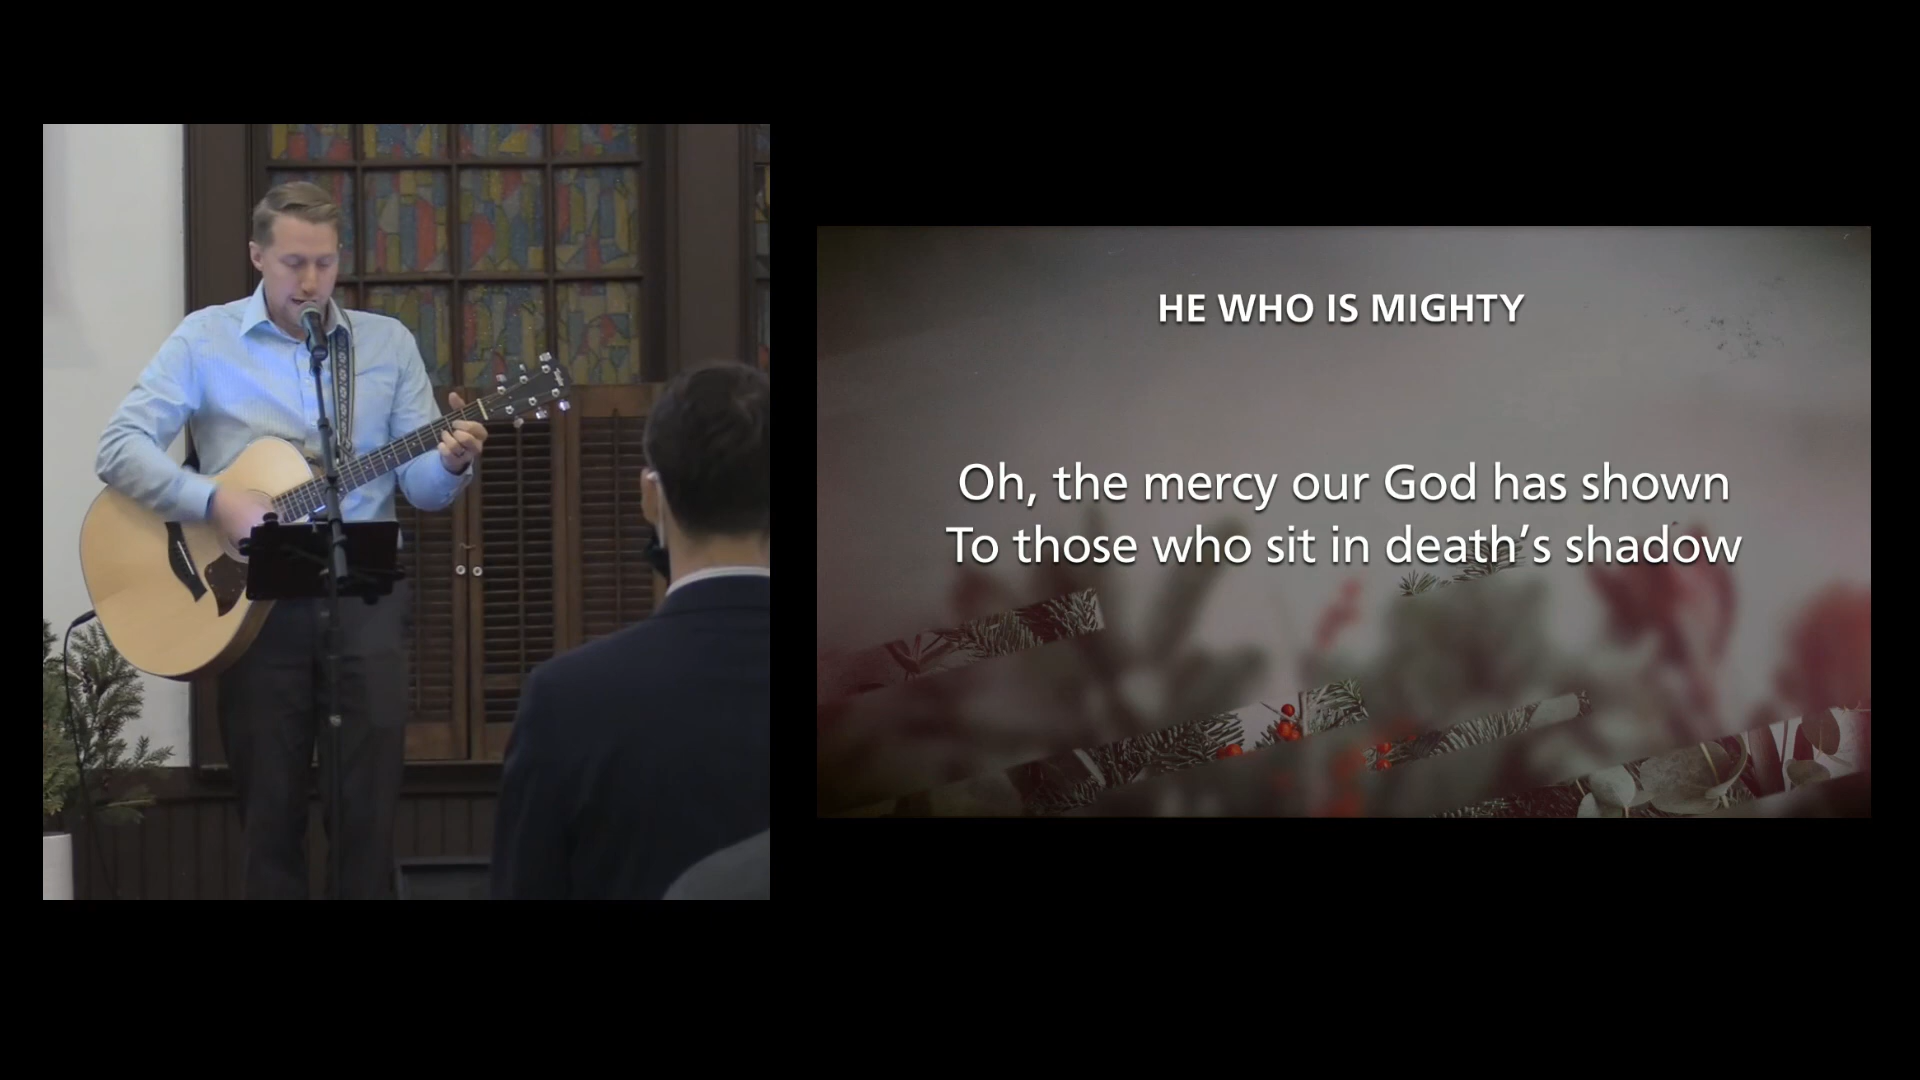 HE WHO IS MIGHTY
Oh, the mercy our God has shown
To those who sit in death’s shadow